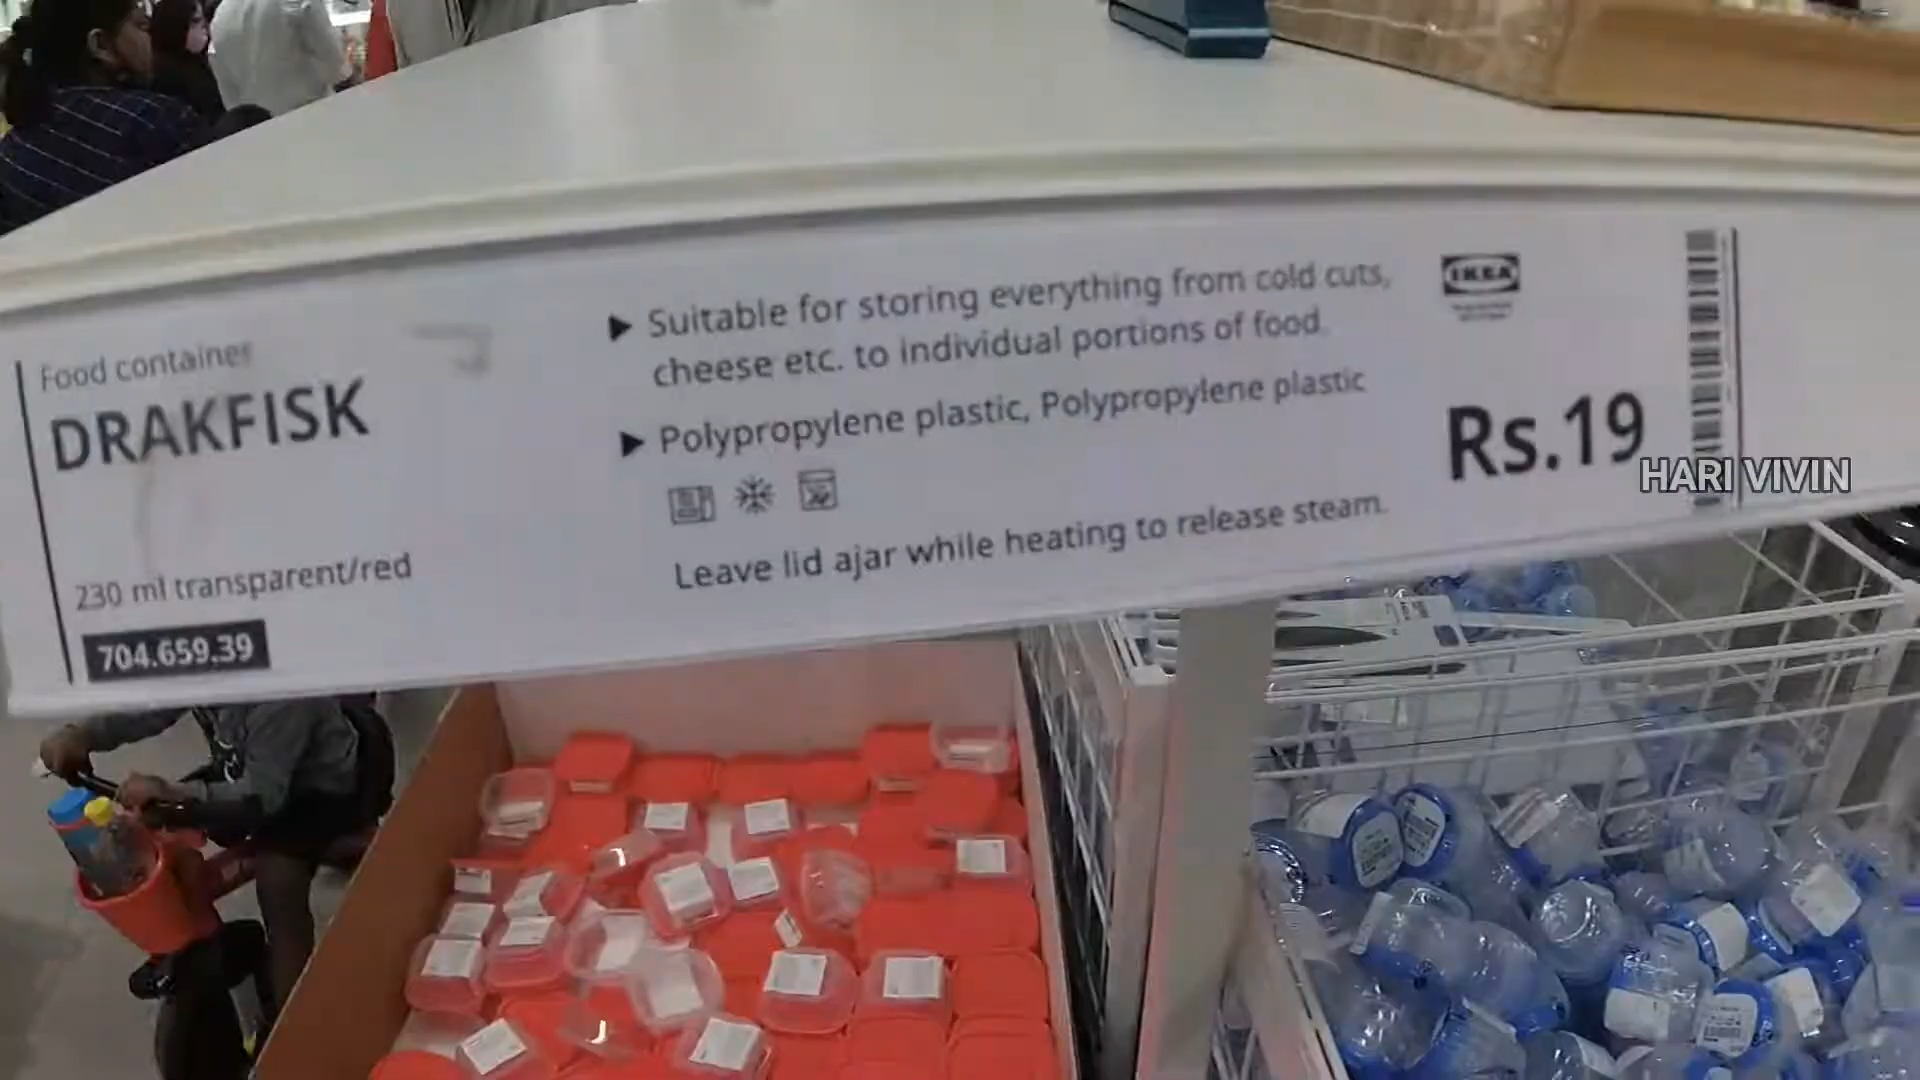 Food container
DRAKFISK
230 ml transparent/red
704.659.39
▶ Suitable for storing everything from cold cuts,
cheese etc. to individual portions of food.
▶ Polypropylene plastic, Polypropylene plastic
Leave lid ajar while heating to release steam.
IKEA
Rs.19
HARI VIVIN